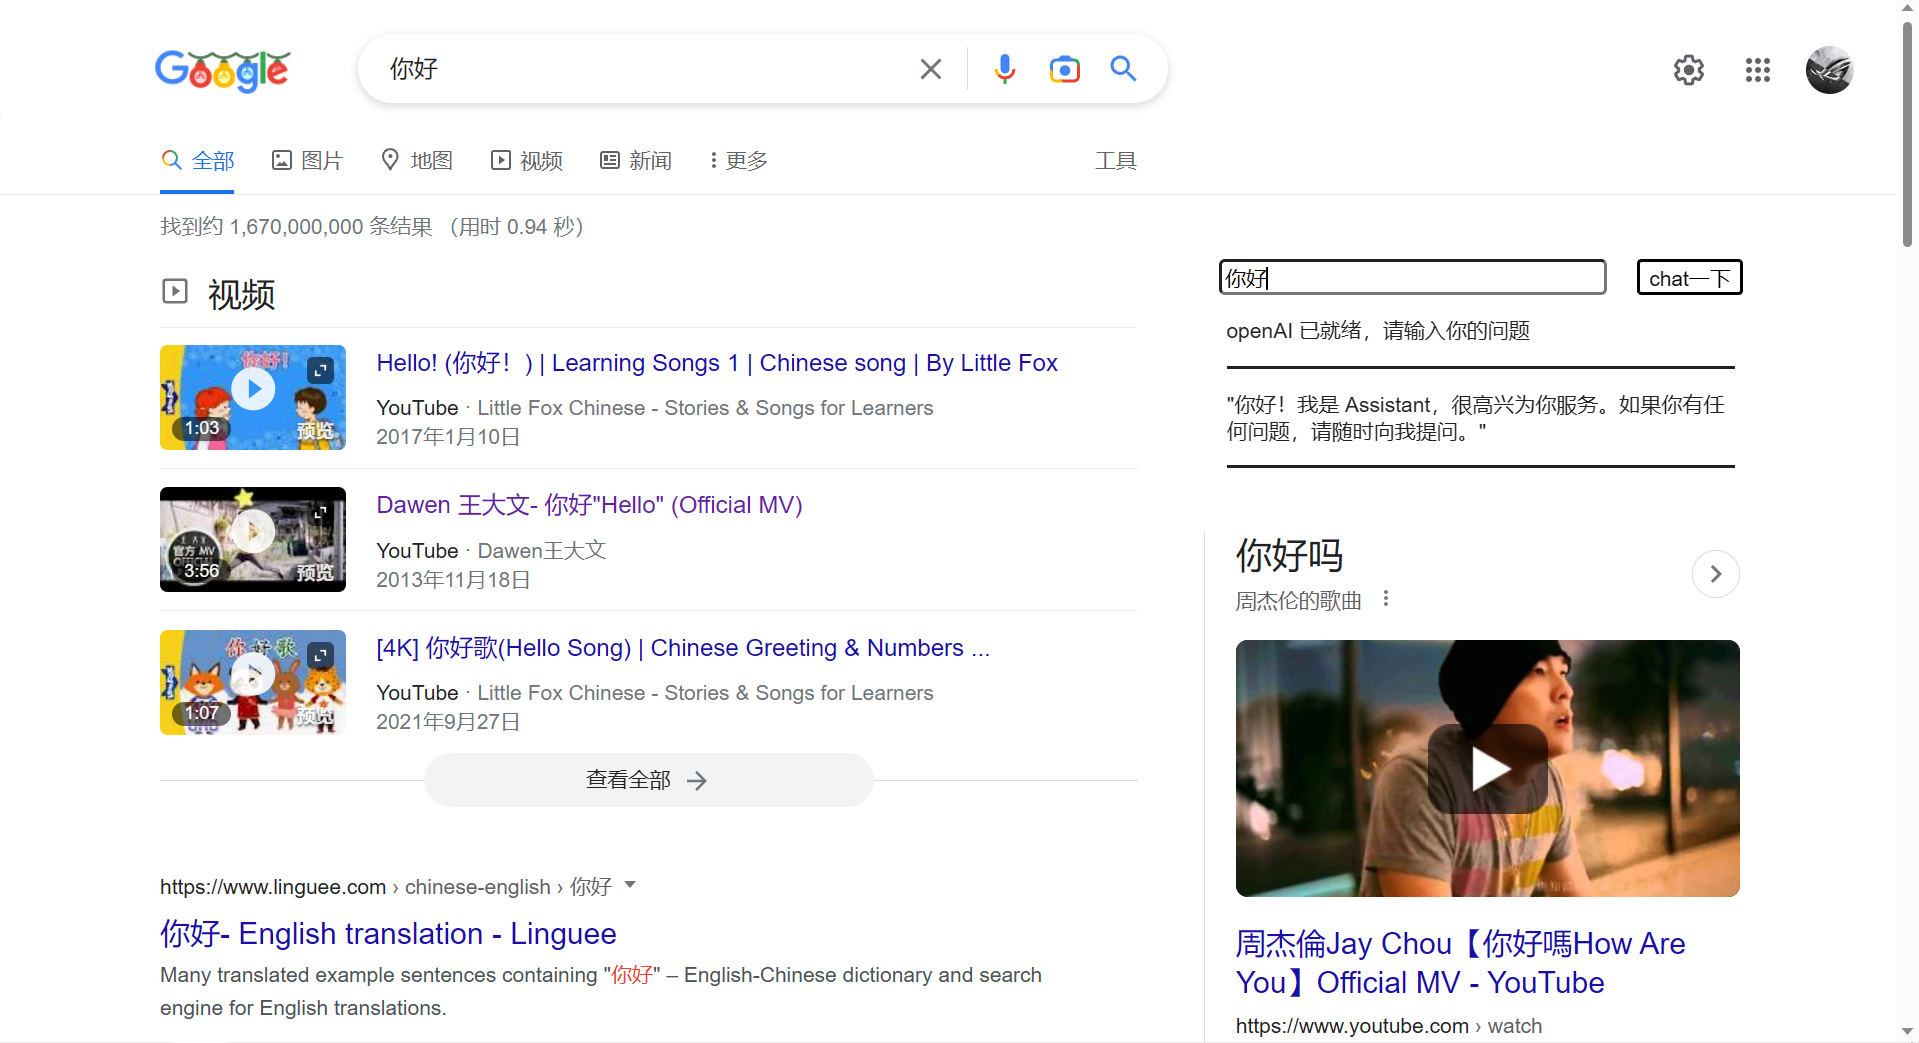 Google
你好
全部
图片
地图
视频
新闻
更多
工具
找到约 1,670,000,000 条结果 （用时 0.94 秒）
视频
你好！
1:03
预览
Hello! (你好！) | Learning Songs 1 | Chinese song | By Little Fox
YouTube · Little Fox Chinese - Stories & Songs for Learners
2017年1月10日
官方 MV
3:56
预览
Dawen 王大文- 你好"Hello" (Official MV)
YouTube · Dawen王大文
2013年11月18日
你好歌
1:07
预览
[4K] 你好歌(Hello Song) | Chinese Greeting & Numbers ...
YouTube · Little Fox Chinese - Stories & Songs for Learners
2021年9月27日
查看全部
https://www.linguee.com › chinese-english › 你好
你好- English translation - Linguee
Many translated example sentences containing "你好" – English-Chinese dictionary and search
engine for English translations.
你好
chat一下
openAI 已就绪，请输入你的问题
"你好！我是 Assistant，很高兴为你服务。如果你有任
何问题，请随时向我提问。"
你好吗
周杰伦的歌曲
周杰倫Jay Chou【你好嗎How Are
You】Official MV - YouTube
https://www.youtube.com › watch